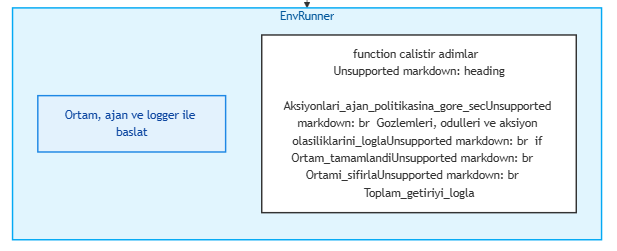 EnvRunner
Ortam, ajan ve logger ile
baslat
function calistir adimlar
Unsupported markdown: heading
Aksiyonlari_ajan_politikasina_gore_secUnsupported
markdown: br Gozlemleri, odulleri ve aksiyon
olasiliklarini_loglaUnsupported markdown: br if
Ortam_tamamlandiUnsupported markdown: br
Ortami_sifirlaUnsupported markdown: br
Toplam_getiriyi_logla